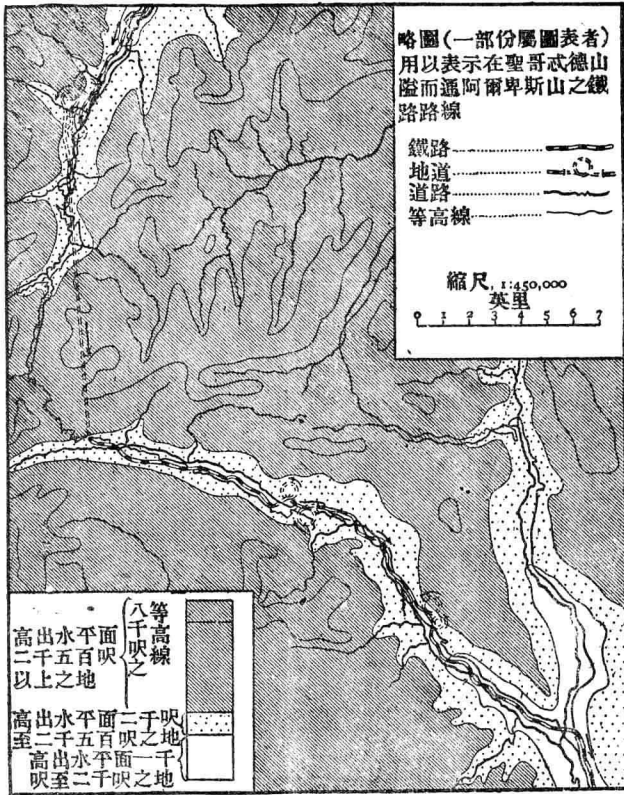 略圖(一部份屬圖表者)
用以表示在聖哥忒德山
隘而通阿爾卑斯山之鐵
路路線
鐵路
地道
道路
等高線
縮尺, 1:450,000
英里
0 1 2 3 4 5 6 7
等高線
八千呎之
高出水平面
二千五百呎
以上之地
高出水平面二千呎
至二千五百呎之地
高出水平面一千
呎至二千呎之地